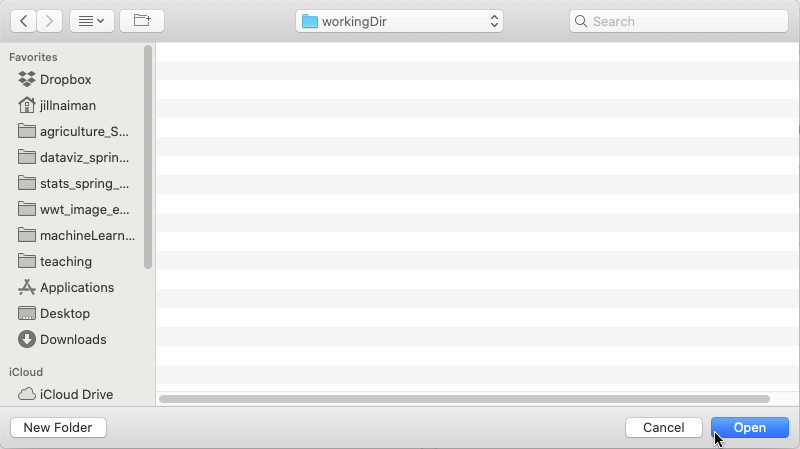 workingDir
Search
Favorites
Dropbox
jillnaiman
agriculture_S...
dataviz_sprin...
stats_spring_...
wwt_image_e...
machineLearn...
teaching
Applications
Desktop
Downloads
iCloud
iCloud Drive
New Folder
Cancel
Open